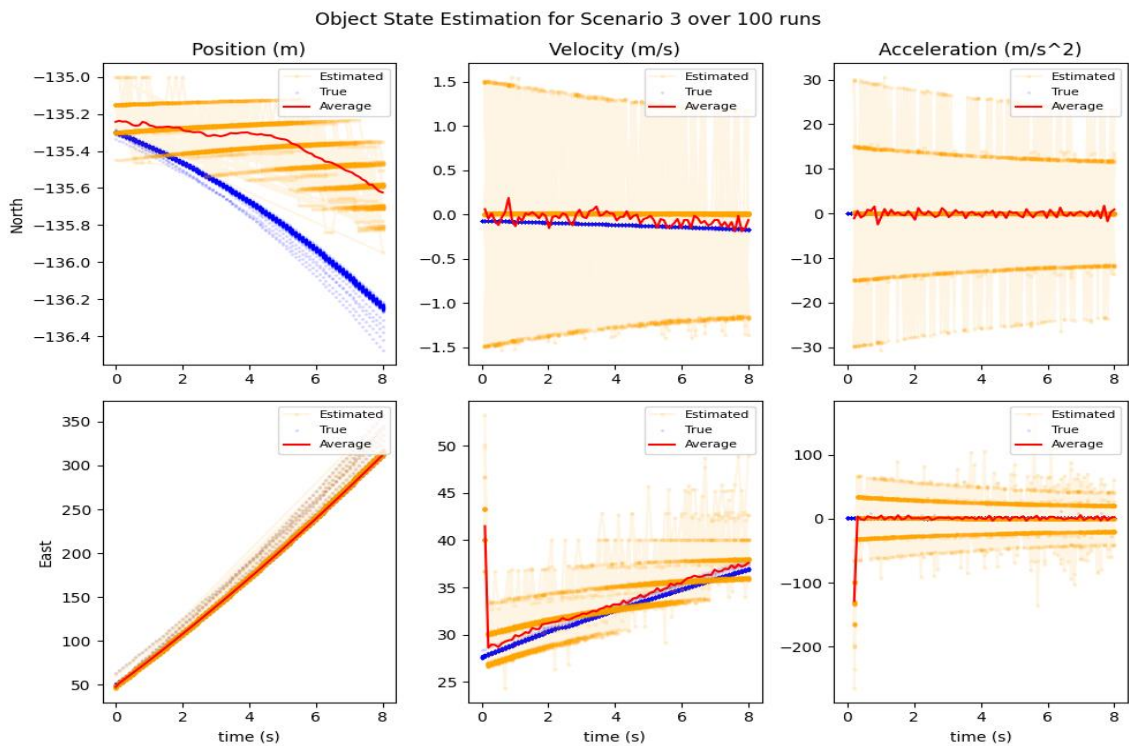 Object State Estimation for Scenario 3 over 100 runs
Position (m)
Velocity (m/s)
Acceleration (m/s^2)
North
−135.0
−135.2
−135.4
−135.6
−135.8
−136.0
−136.2
−136.4
0 2 4 6 8
Estimated
True
Average
1.5
1.0
0.5
0.0
−0.5
−1.0
−1.5
0 2 4 6 8
Estimated
True
Average
30
20
10
0
−10
−20
−30
0 2 4 6 8
Estimated
True
Average
East
350
300
250
200
150
100
50
0 2 4 6 8
time (s)
Estimated
True
Average
50
45
40
35
30
25
0 2 4 6 8
time (s)
Estimated
True
Average
100
0
−100
−200
0 2 4 6 8
time (s)
Estimated
True
Average